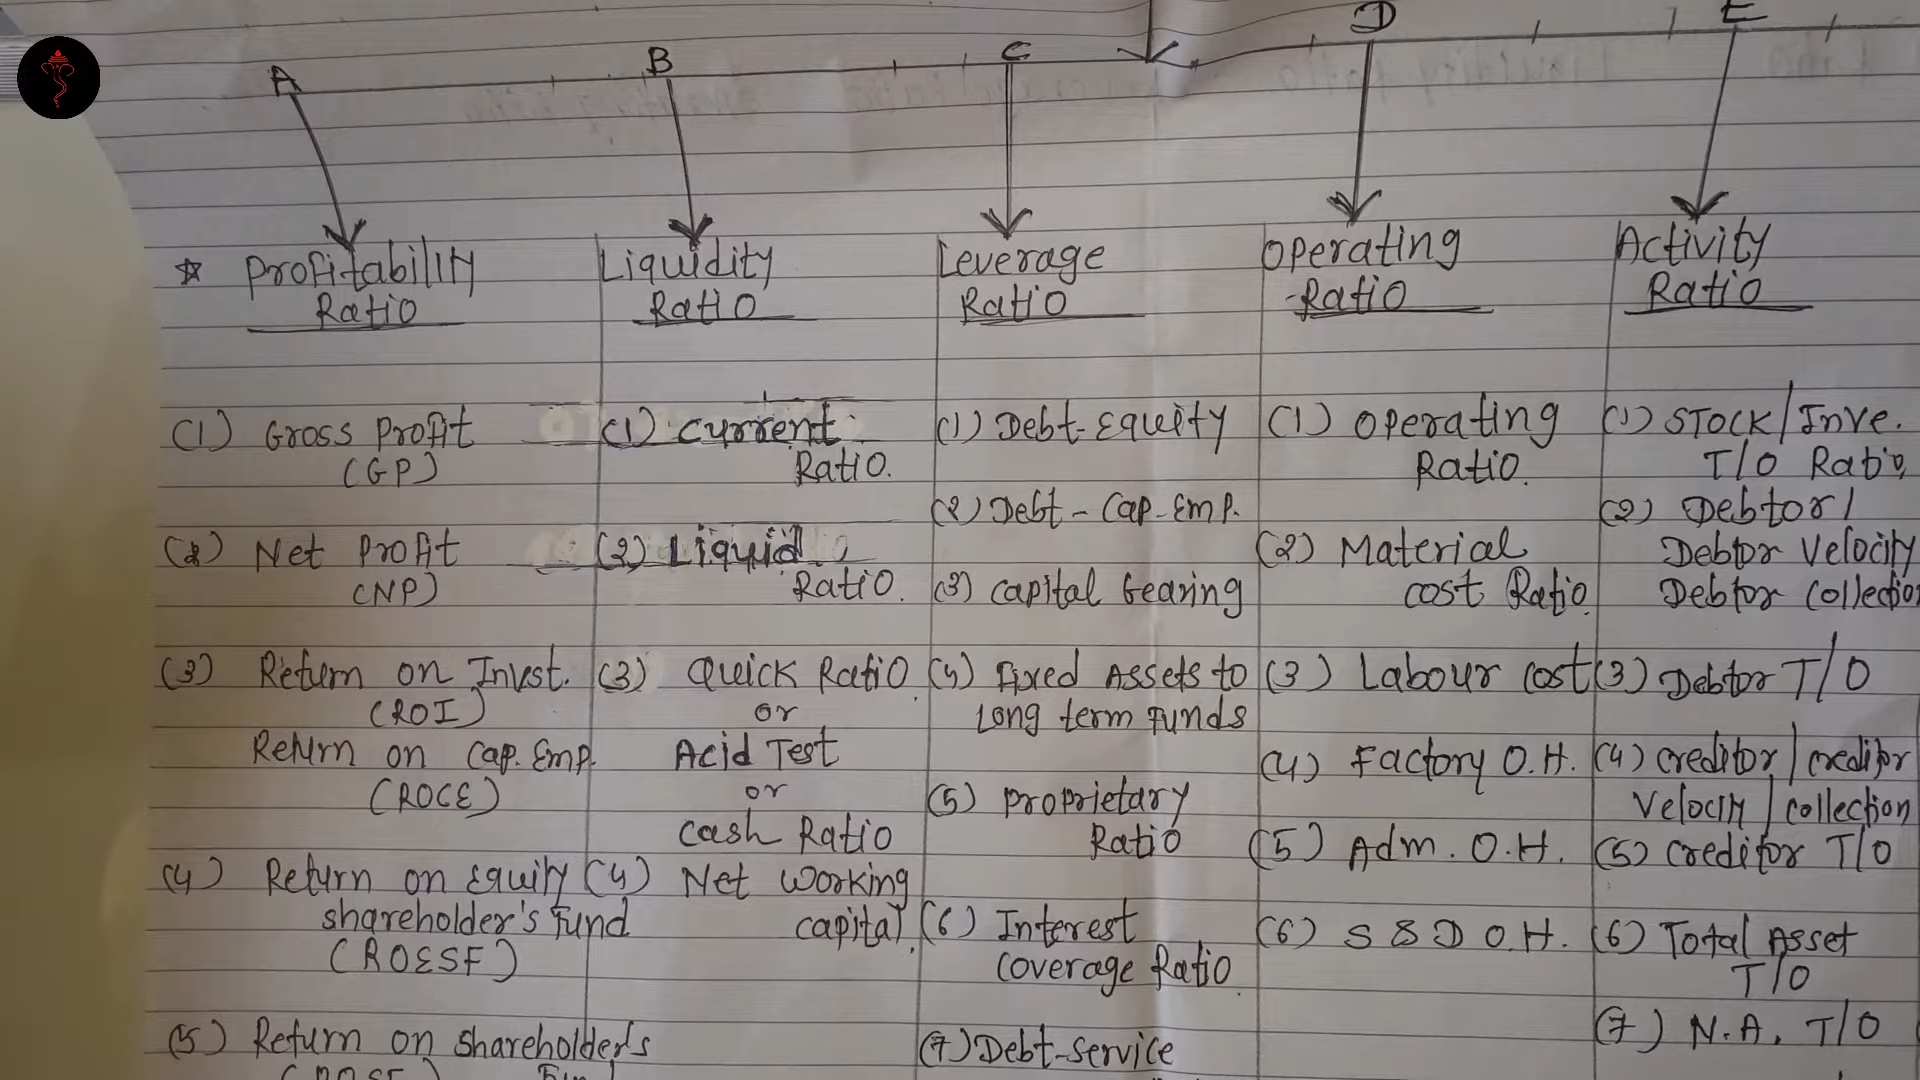 A
B
C
D
E
☆ Profitability
Ratio
(1) Gross Profit
(GP)
(2) Net Profit
(NP)
(3) Return on Invst.
(ROI)
Return on Cap. Emp.
(ROCE)
(4) Return on Equity
shareholder's Fund
(ROESF)
(5) Return on shareholder's
Liquidity
Ratio
(1) Current
Ratio.
(2) Liquid
Ratio.
(3) Quick Ratio
or
Acid Test
or
Cash Ratio
(4) Net Working
capital.
Leverage
Ratio
(1) Debt-Equity
(2) Debt - Cap-Emp.
(3) Capital Gearing
(4) Fixed Assets to
Long term Funds
(5) Proprietary
Ratio
(6) Interest
Coverage Ratio.
(7) Debt-service
Operating
Ratio
(1) Operating
Ratio.
(2) Material
cost Ratio
(3) Labour Cost
(4) Factory O.H.
(5) Adm. O.H.
(6) S & D O.H.
Activity
Ratio
(1) Stock/Inve.
T/O Ratio
(2) Debtor/
Debtor Velocity
Debtor Collection
(3) Debtor T/O
(4) Creditor/creditor
Velocity/collection
(5) Creditor T/O
(6) Total Asset
T/O
(7) N.A. T/O